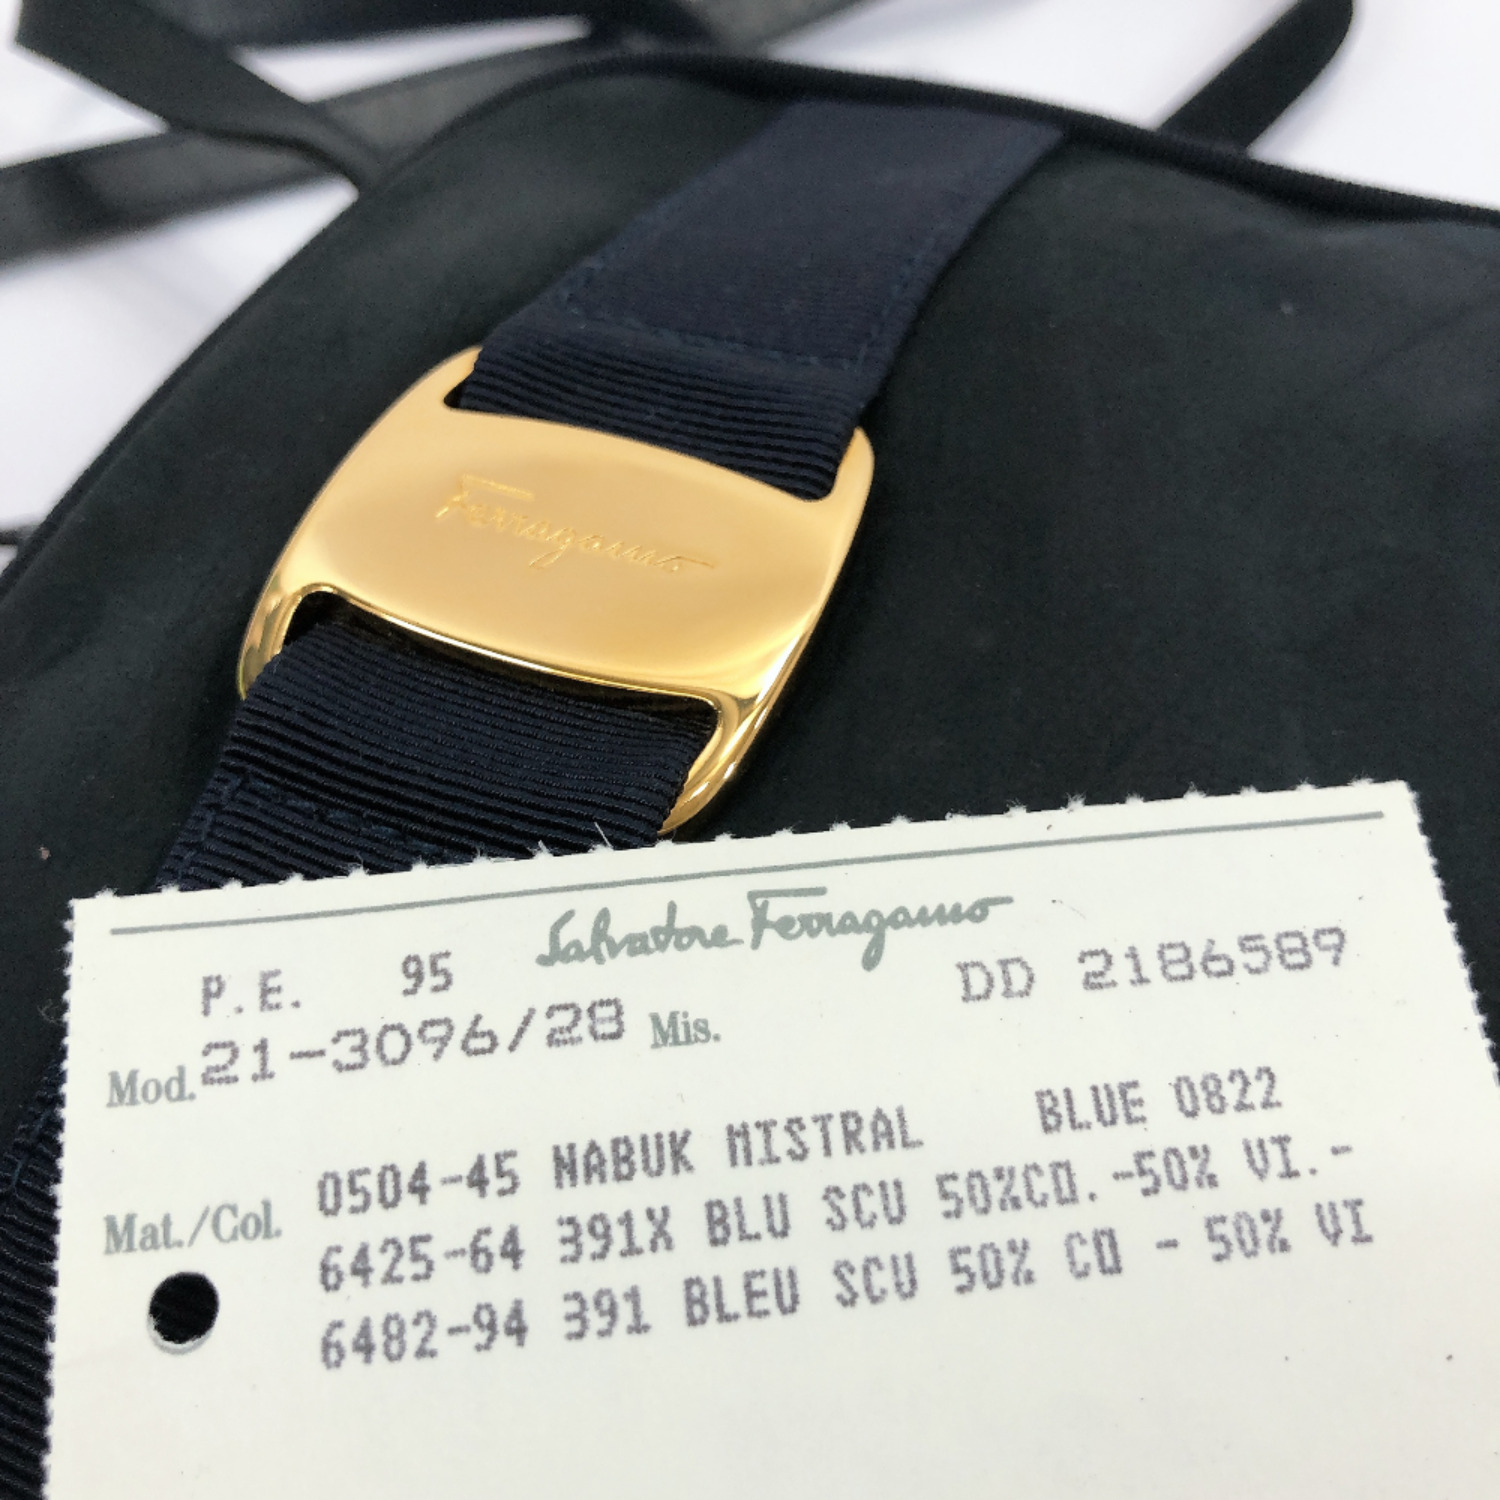 Ferragamo
Salvatore Ferragamo
P.E. 95 DD 2186589
Mod. 21-3096/28 Mis.
Mat./Col. 0504-45 NABUK MISTRAL BLUE 0822
6425-64 391X BLU SCU 50%CO.-50% VI.-
6482-94 391 BLEU SCU 50% CO - 50% VI